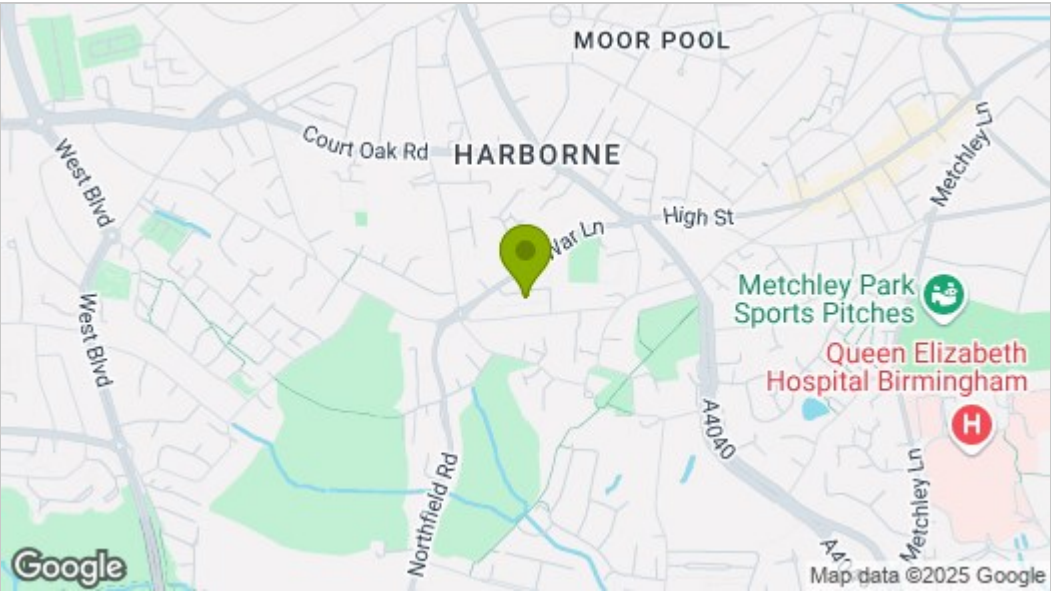 MOOR POOL
Court Oak Rd
HARBORNE
Metchley Ln
West Blvd
High St
War Ln
Metchley Park
Sports Pitches
West Blvd
Queen Elizabeth
Hospital Birmingham
H
A4040
Northfield Rd
Metchley Ln
Google
Map data ©2025 Google